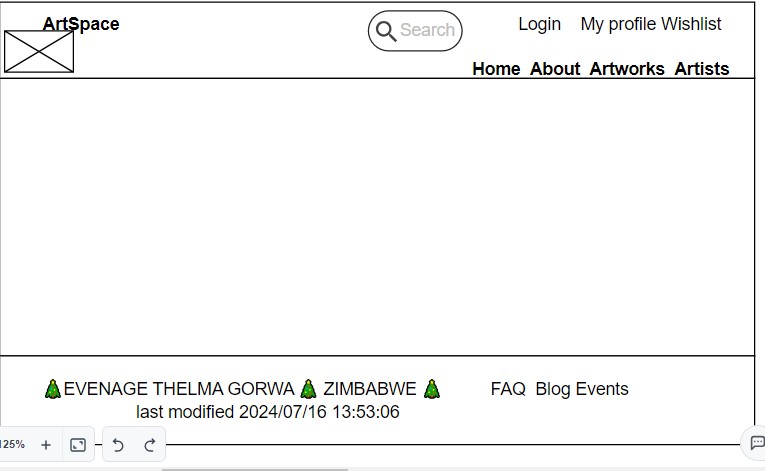 ArtSpace
Search
Login My profile Wishlist
Home About Artworks Artists
🎄EVENAGE THELMA GORWA 🎄 ZIMBABWE 🎄
last modified 2024/07/16 13:53:06
FAQ Blog Events
125%